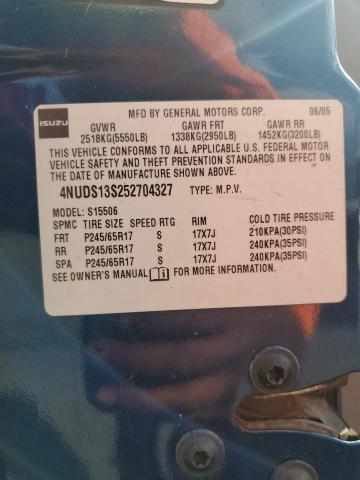 ISUZU
MFD BY GENERAL MOTORS CORP. 06/05
GVWR GAWR FRT GAWR RR
2518KG(5550LB) 1338KG(2950LB) 1452KG(3200LB)
THIS VEHICLE CONFORMS TO ALL APPLICABLE U.S. FEDERAL MOTOR
VEHICLE SAFETY AND THEFT PREVENTION STANDARDS IN EFFECT ON
THE DATE OF MANUFACTURE SHOWN ABOVE.
4NUDS13S252704327 TYPE: M.P.V.
MODEL: S15506
SPMC TIRE SIZE SPEED RTG RIM COLD TIRE PRESSURE
FRT P245/65R17 S 17X7J 210KPA(30PSI)
RR P245/65R17 S 17X7J 240KPA(35PSI)
SPA P245/65R17 S 17X7J 240KPA(35PSI)
SEE OWNER'S MANUAL FOR MORE INFORMATION